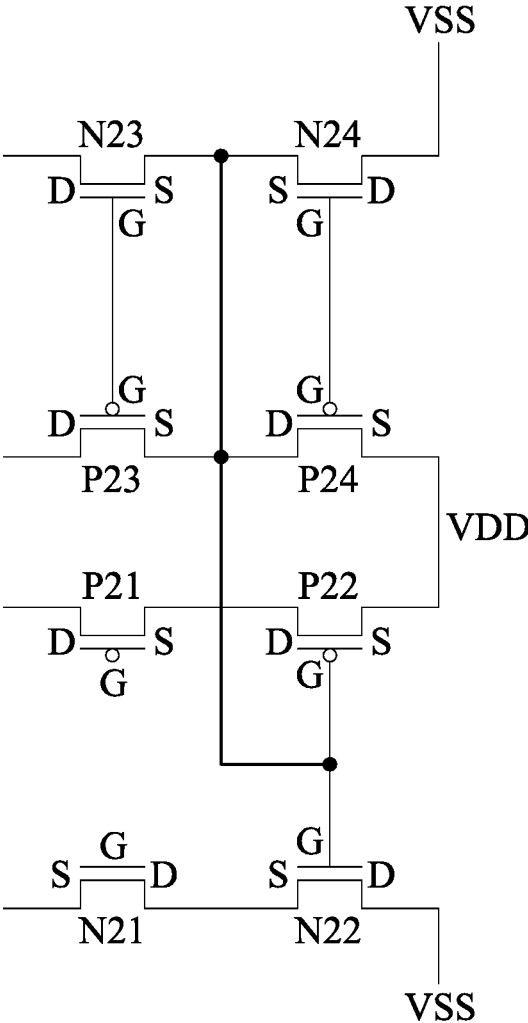 VSS
N23 N24
D S S D
G G
G G
D S D S
P23 P24
VDD
P21 P22
D S D S
G G
G G
S D S D
N21 N22
VSS